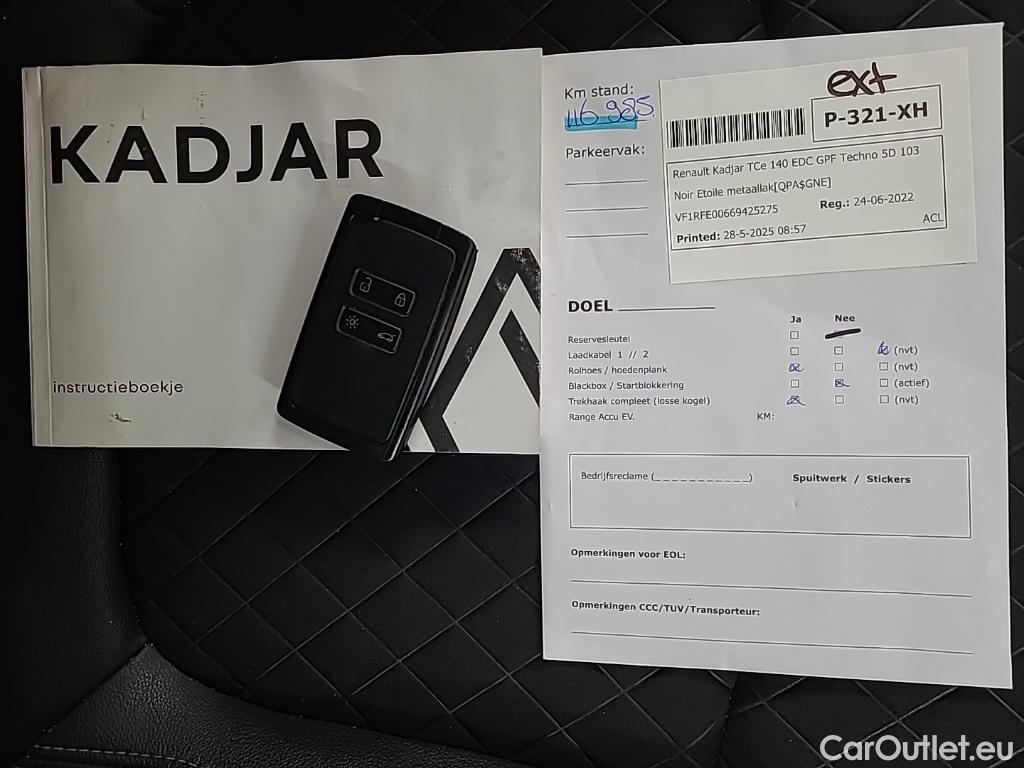 KADJAR
instructieboekje
Km stand:
116 985
Parkeervak:
ext
P-321-XH
Renault Kadjar TCe 140 EDC GPF Techno 5D 103
Noir Etoile metaallak[QPA$GNE]
VF1RFE00669425275 Reg.: 24-06-2022
Printed: 28-5-2025 08:57 ACL
DOEL
Ja Nee
Reservesleutel
Laadkabel 1 // 2 (nvt)
Rolhoes / hoedenplank (nvt)
Blackbox / Startblokkering (actief)
Trekhaak compleet (losse kogel) (nvt)
Range Accu EV. KM:
Bedrijfsreclame (___________) Spuitwerk / Stickers
Opmerkingen voor EOL:
Opmerkingen CCC/TUV/Transporteur:
CarOutlet.eu